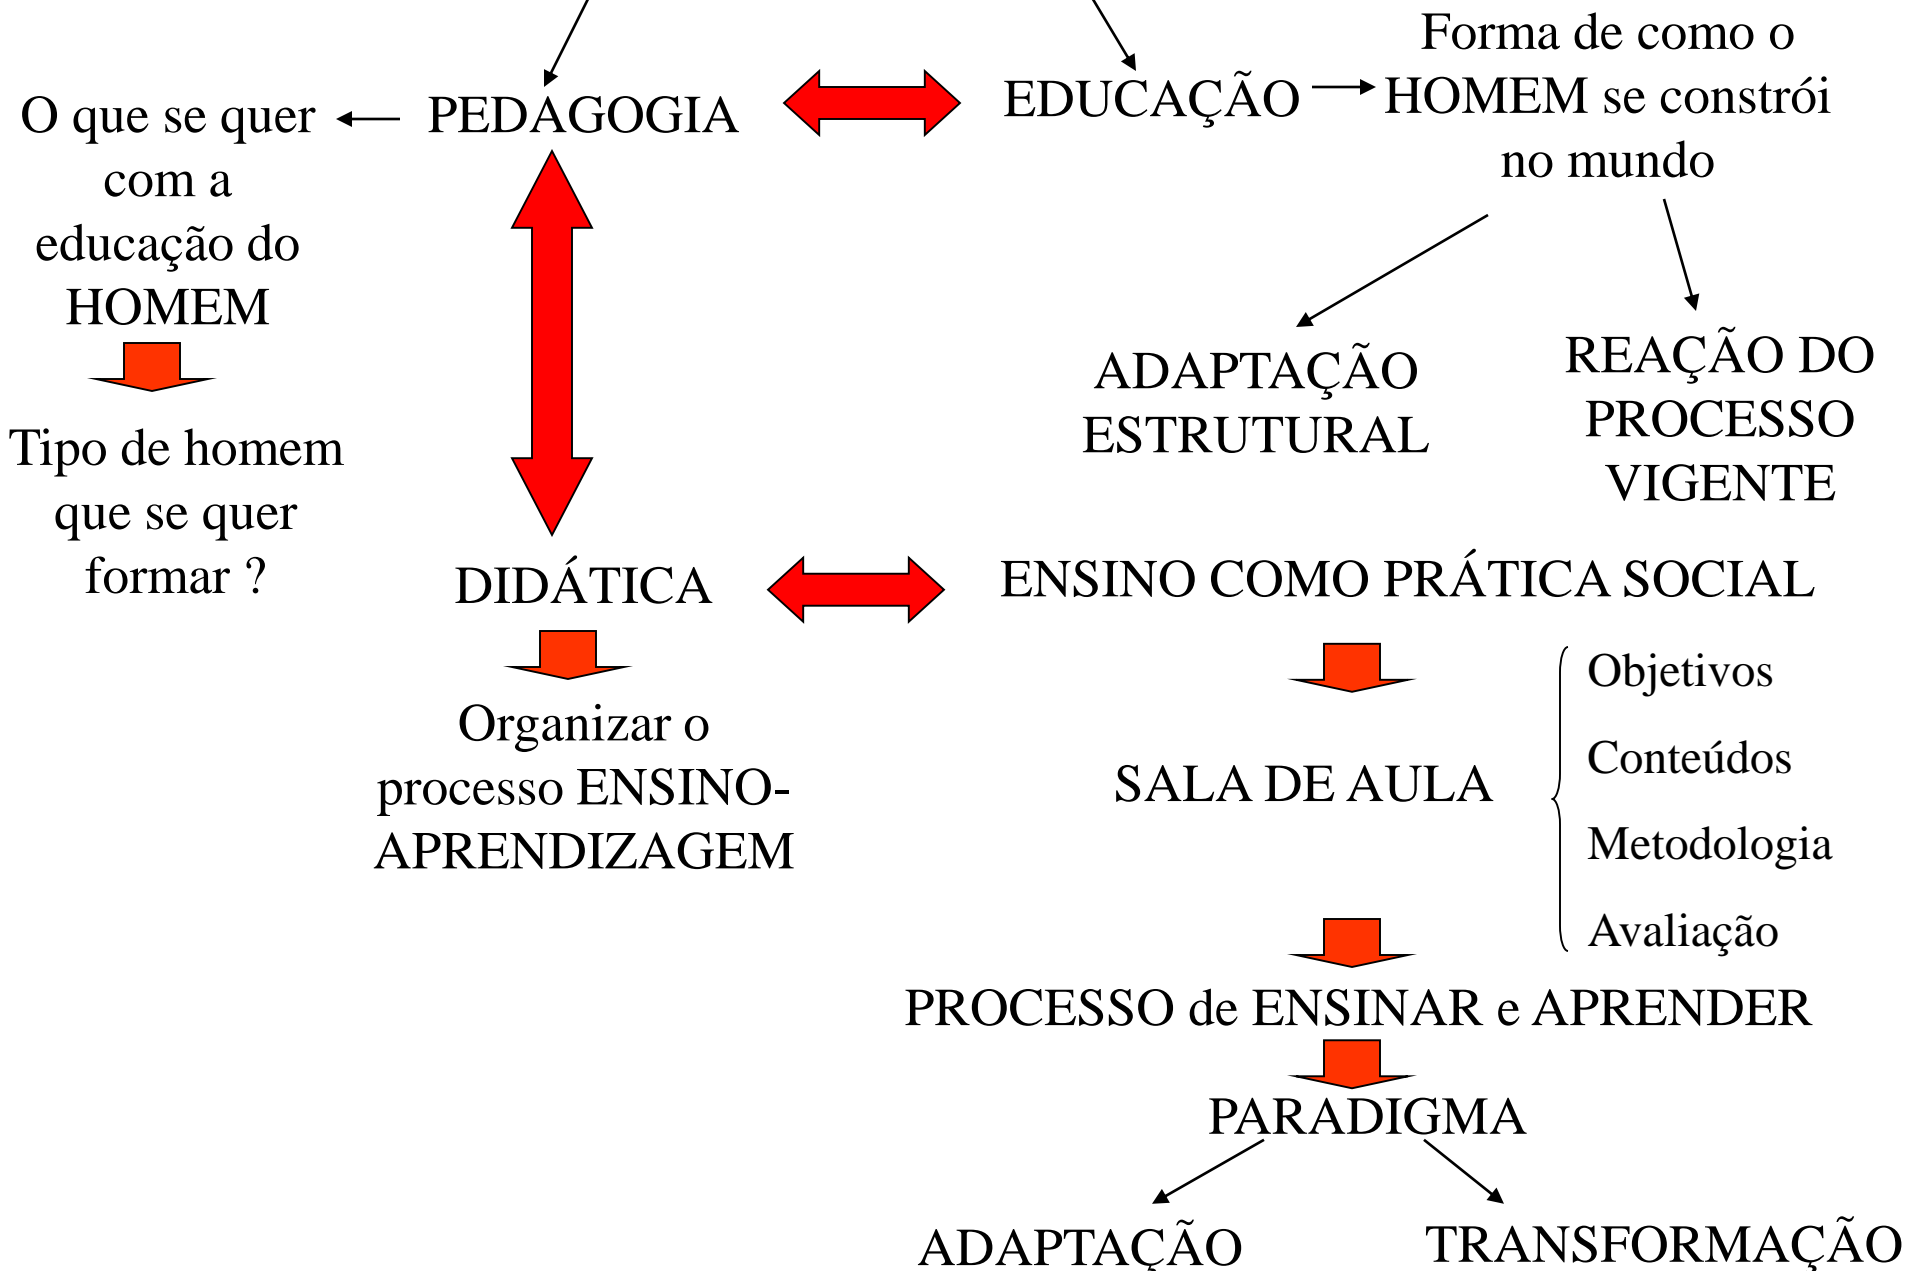 Forma de como o
HOMEM se constrói
no mundo
EDUCAÇÃO
PEDAGOGIA
O que se quer
com a
educação do
HOMEM
Tipo de homem
que se quer
formar ?
ADAPTAÇÃO
ESTRUTURAL
REAÇÃO DO
PROCESSO
VIGENTE
DIDÁTICA
ENSINO COMO PRÁTICA SOCIAL
Organizar o
processo ENSINO-
APRENDIZAGEM
SALA DE AULA
Objetivos
Conteúdos
Metodologia
Avaliação
PROCESSO de ENSINAR e APRENDER
PARADIGMA
ADAPTAÇÃO
TRANSFORMAÇÃO